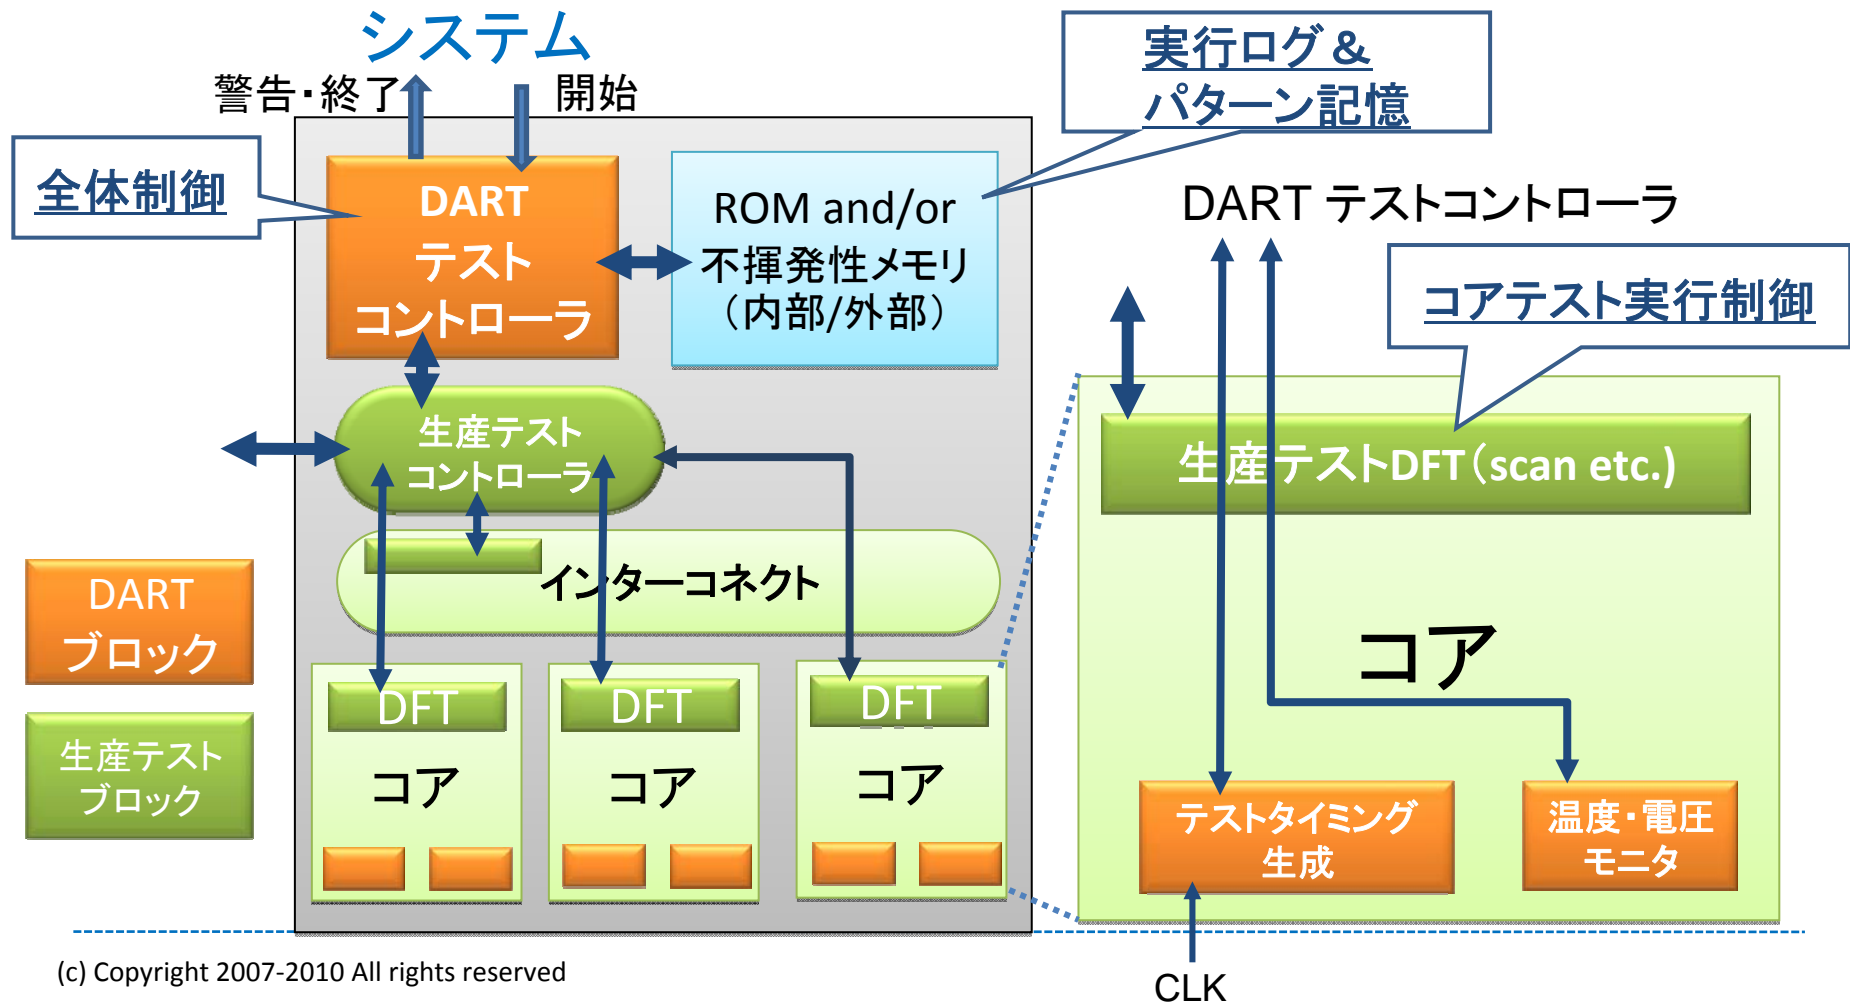 システム
警告・終了
開始
実行ログ＆
パターン記憶
全体制御
DART
テスト
コントローラ
ROM and/or
不揮発性メモリ
（内部/外部）
DART テストコントローラ
コアテスト実行制御
生産テスト
コントローラ
生産テストDFT（scan etc.）
インターコネクト
DART
ブロック
コア
DFT
DFT
DFT
生産テスト
ブロック
コア
コア
コア
テストタイミング
生成
温度・電圧
モニタ
(c) Copyright 2007-2010 All rights reserved
CLK